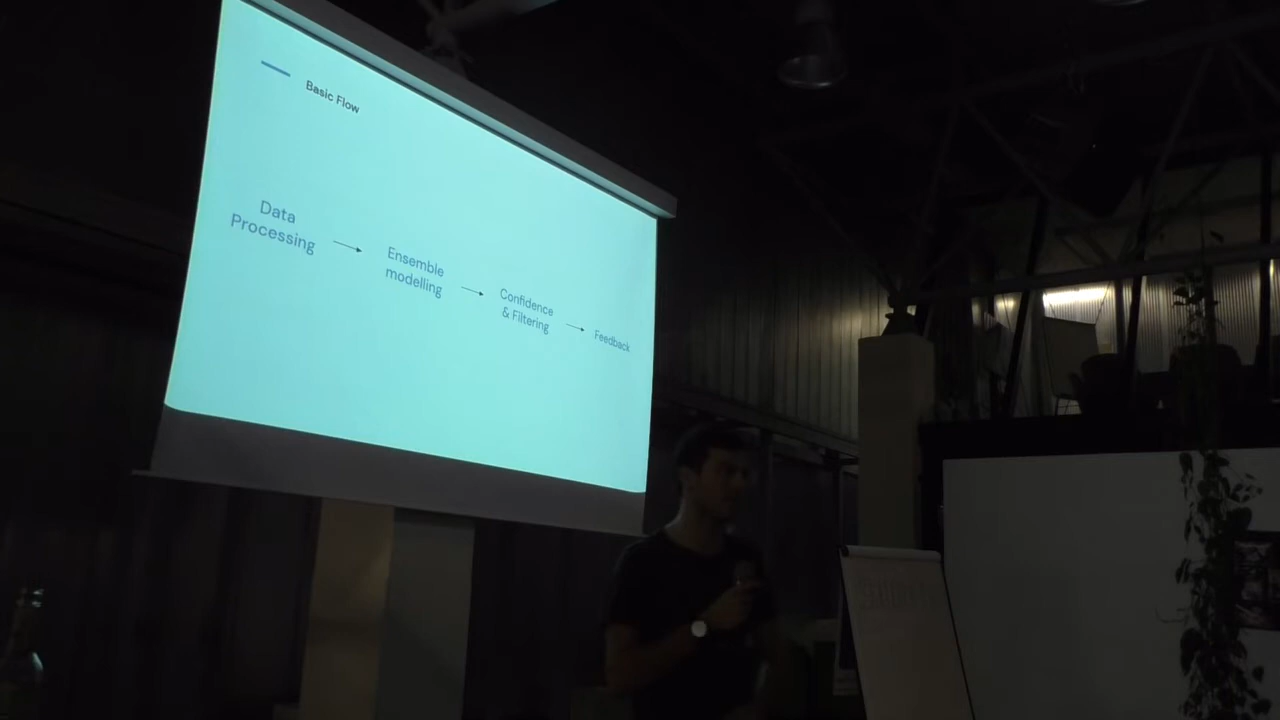 Basic Flow
Data
Processing
Ensemble
modelling
Confidence
& Filtering
Feedback